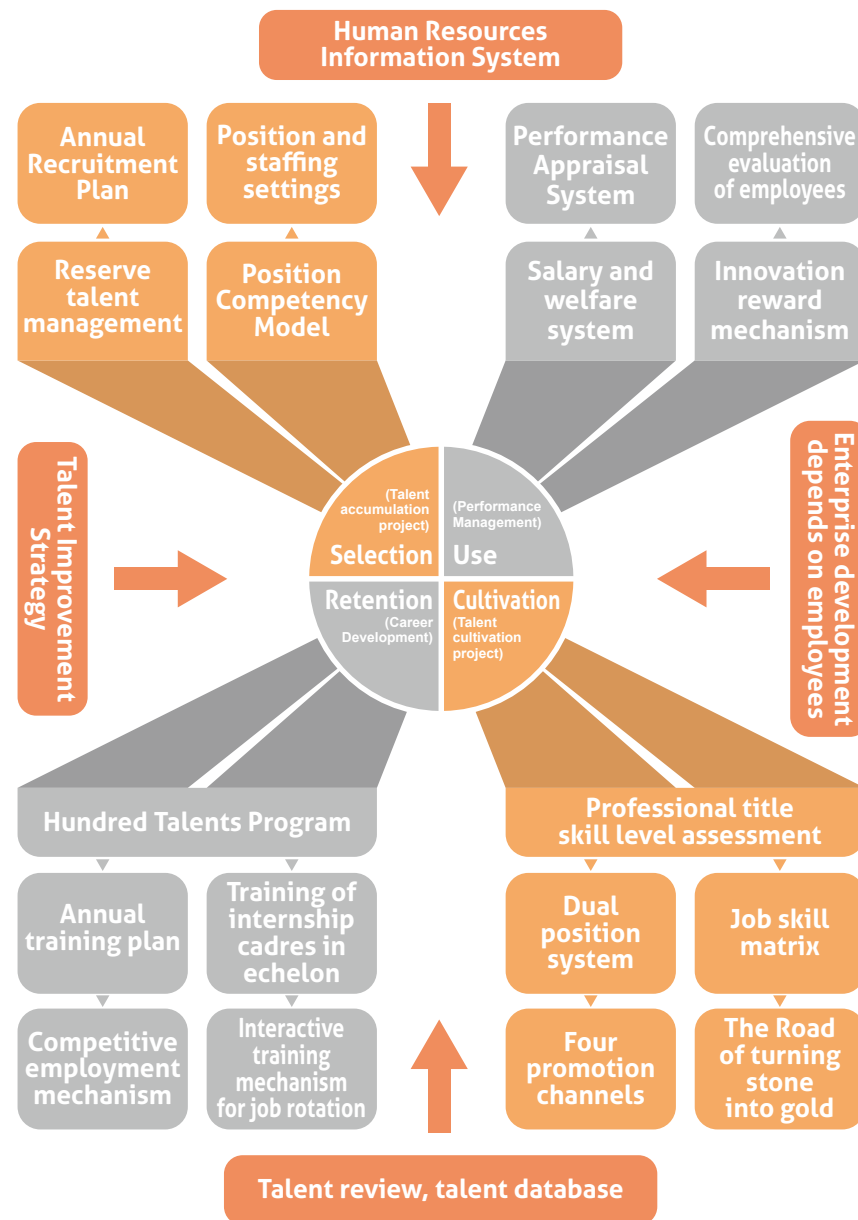 Human Resources
Information System
Annual
Recruitment
Plan
Position and
staffing
settings
Performance
Appraisal
System
Comprehensive
evaluation
of employees
Reserve
talent
management
Position
Competency
Model
Salary and
welfare
system
Innovation
reward
mechanism
Talent Improvement
Strategy
(Talent
accumulation
project)
Selection
(Performance
Management)
Use
Retention
(Career
Development)
Cultivation
(Talent
cultivation
project)
Enterprise development
depends on employees
Hundred Talents Program
Professional title
skill level assessment
Annual
training plan
Training of
internship
cadres in
echelon
Dual
position
system
Job skill
matrix
Competitive
employment
mechanism
Interactive
training
mechanism
for job rotation
Four
promotion
channels
The Road
of turning
stone
into gold
Talent review, talent database